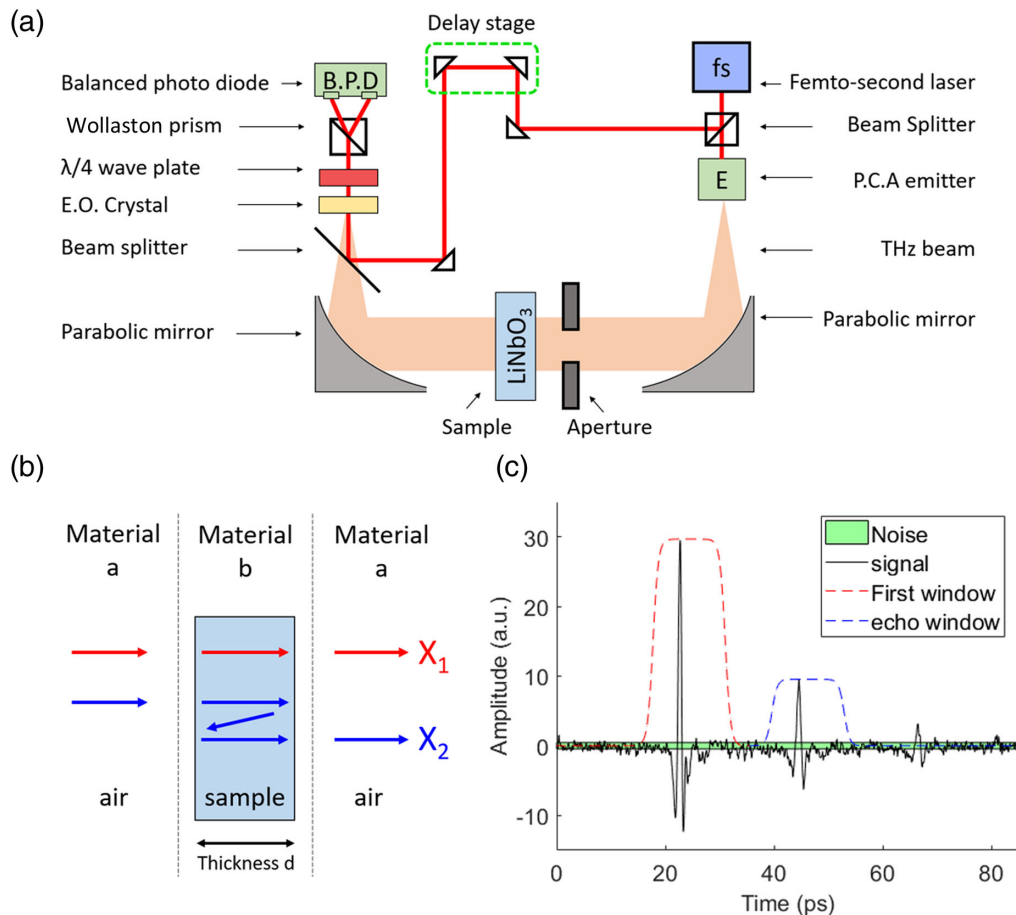 (a)
Delay stage
Balanced photo diode
B.P.D
fs
Femto-second laser
Wollaston prism
Beam Splitter
λ/4 wave plate
E
P.C.A emitter
E.O. Crystal
Beam splitter
THz beam
Parabolic mirror
LiNbO₃
Parabolic mirror
Sample
Aperture
(b)
Material
a
Material
b
Material
a
X₁
X₂
air
sample
air
Thickness d
(c)
Amplitude (a.u.)
30
20
10
0
-10
Noise
signal
First window
echo window
0
20
40
60
80
Time (ps)